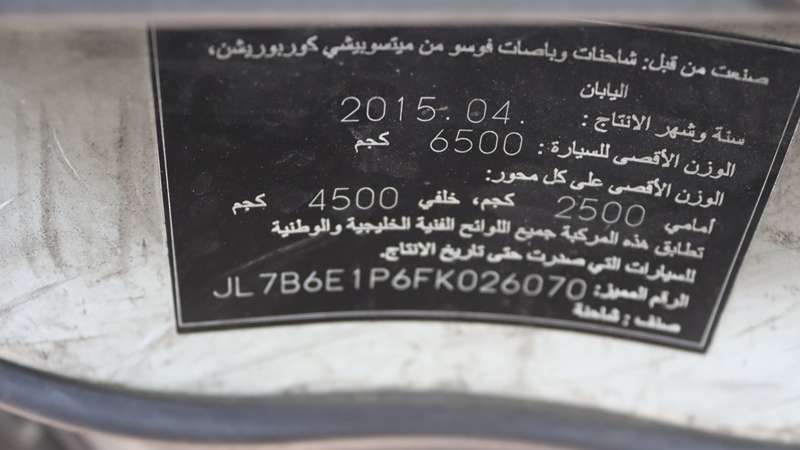 صنعت من قبل: شاحنات وباصات فوسو من ميتسوبيشي كوربوريشن،
اليابان
سنة وشهر الانتاج : 2015.04.
الوزن الأقصى للسيارة : 6500 كجم
الوزن الأقصى على كل محور:
أمامي 2500 كجم، خلفي 4500 كجم
تطابق هذه المركبة جميع اللوائح الفنية الخليجية والوطنية
للسيارات التي صدرت حتى تاريخ الانتاج.
الرقم المميز: JL7B6E1P6FK026070
صنف : شاحنة